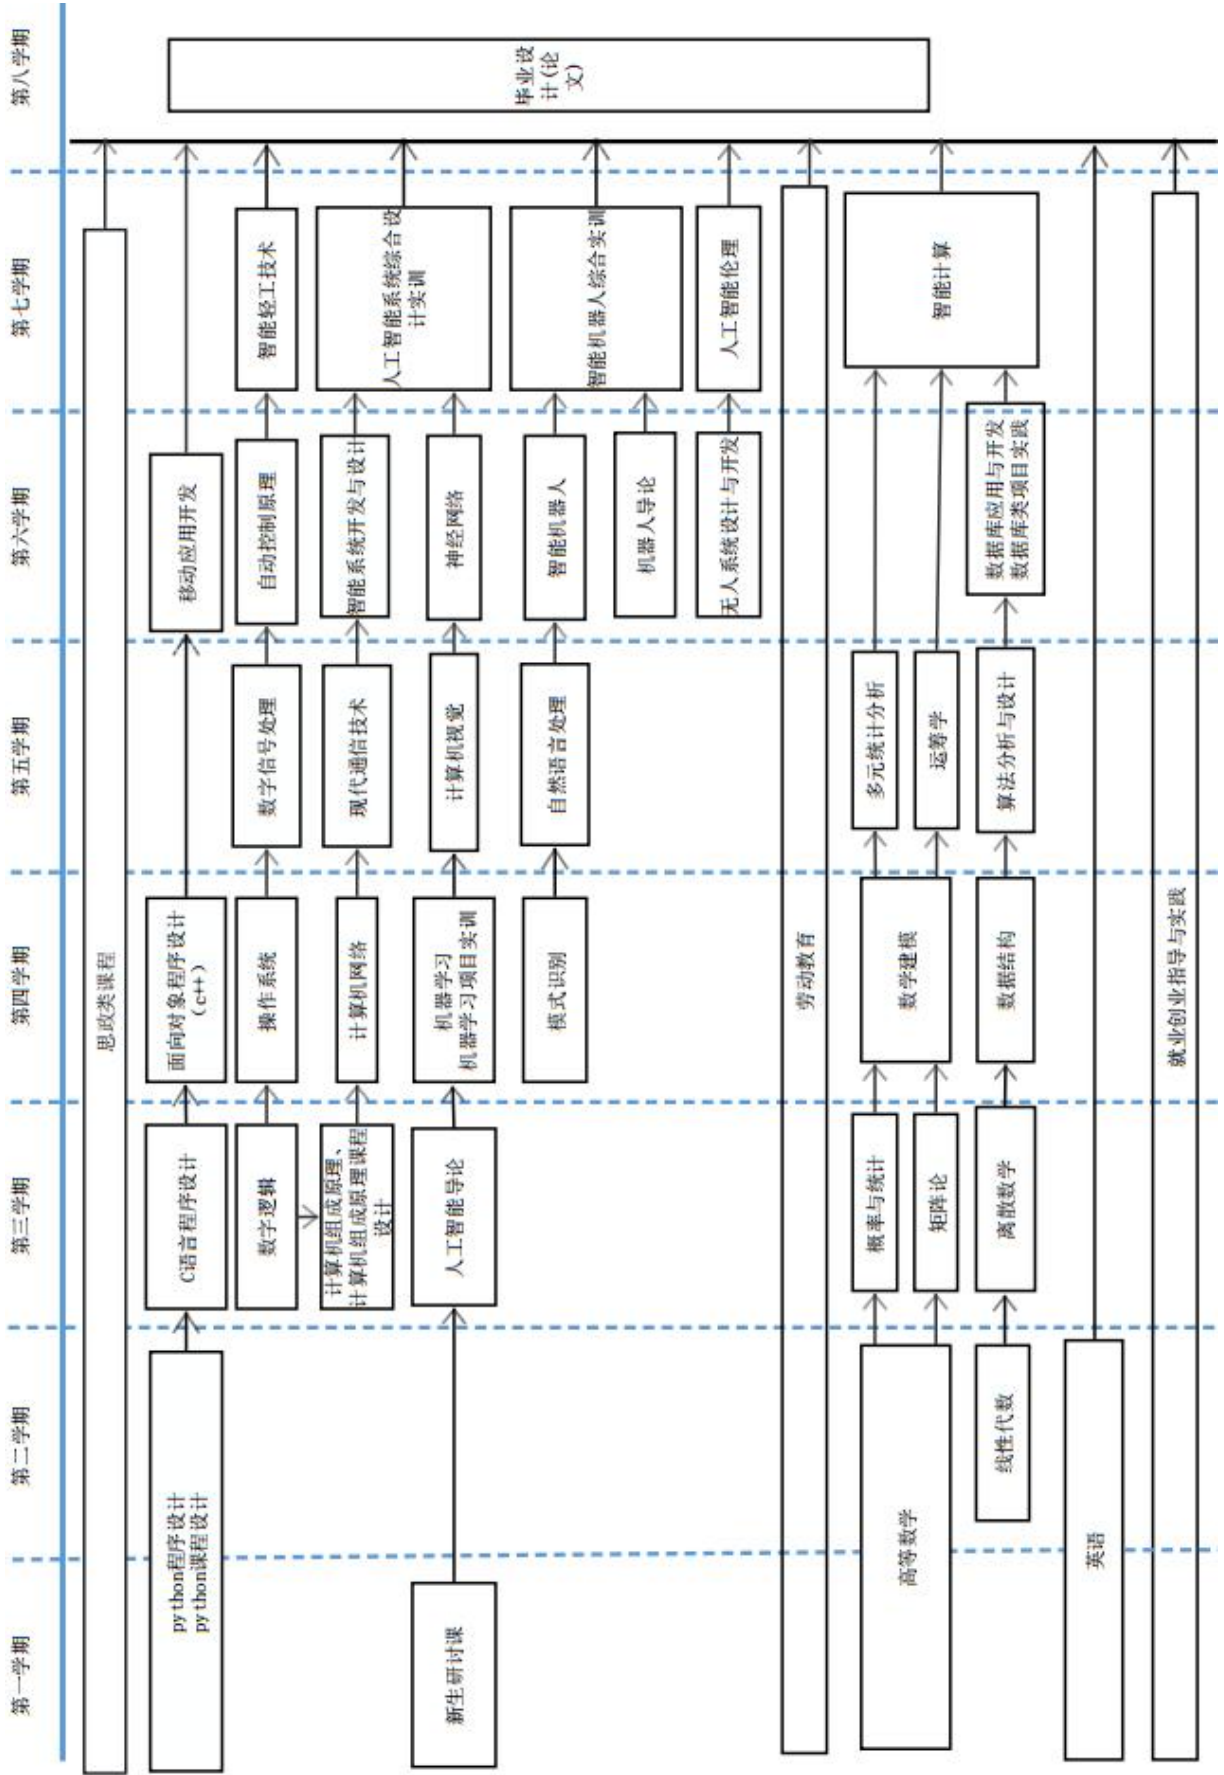 第一学期
第二学期
第三学期
第四学期
第五学期
第六学期
第七学期
第八学期
思政类课程
python程序设计
python课程设计
C语言程序设计
面向对象程序设计
(c++)
移动应用开发
数字逻辑
操作系统
数字信号处理
自动控制原理
智能轻工技术
计算机组成原理、
计算机组成原理课程
设计
计算机网络
现代通信技术
智能系统开发与设计
人工智能系统综合设
计实训
新生研讨课
人工智能导论
机器学习
机器学习项目实训
计算机视觉
神经网络
模式识别
自然语言处理
智能机器人
智能机器人综合实训
机器人导论
无人系统设计与开发
人工智能伦理
劳动教育
高等数学
概率与统计
矩阵论
数学建模
多元统计分析
运筹学
智能计算
线性代数
离散数学
数据结构
算法分析与设计
数据库应用与开发
数据库类项目实践
英语
就业创业指导与实践
毕业设
计(论
文)